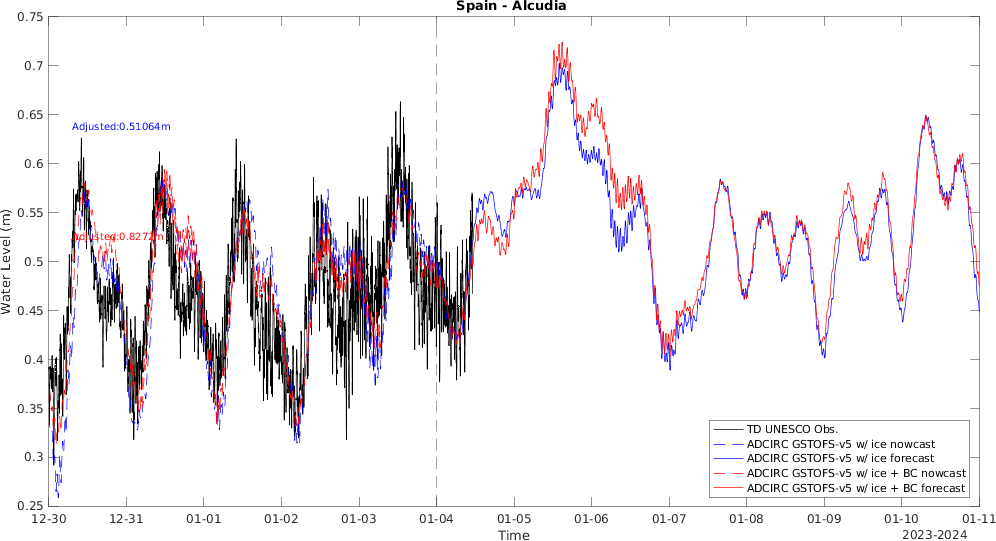 Spain - Alcudia
0.75
0.7
0.65
0.6
0.55
0.5
0.45
0.4
0.35
0.3
0.25
Water Level (m)
Adjusted:0.51064m
Adjusted:0.8272m
TD UNESCO Obs.
ADCIRC GSTOFS-v5 w/ ice nowcast
ADCIRC GSTOFS-v5 w/ ice forecast
ADCIRC GSTOFS-v5 w/ ice + BC nowcast
ADCIRC GSTOFS-v5 w/ ice + BC forecast
12-30 12-31 01-01 01-02 01-03 01-04 01-05 01-06 01-07 01-08 01-09 01-10 01-11
Time
2023-2024